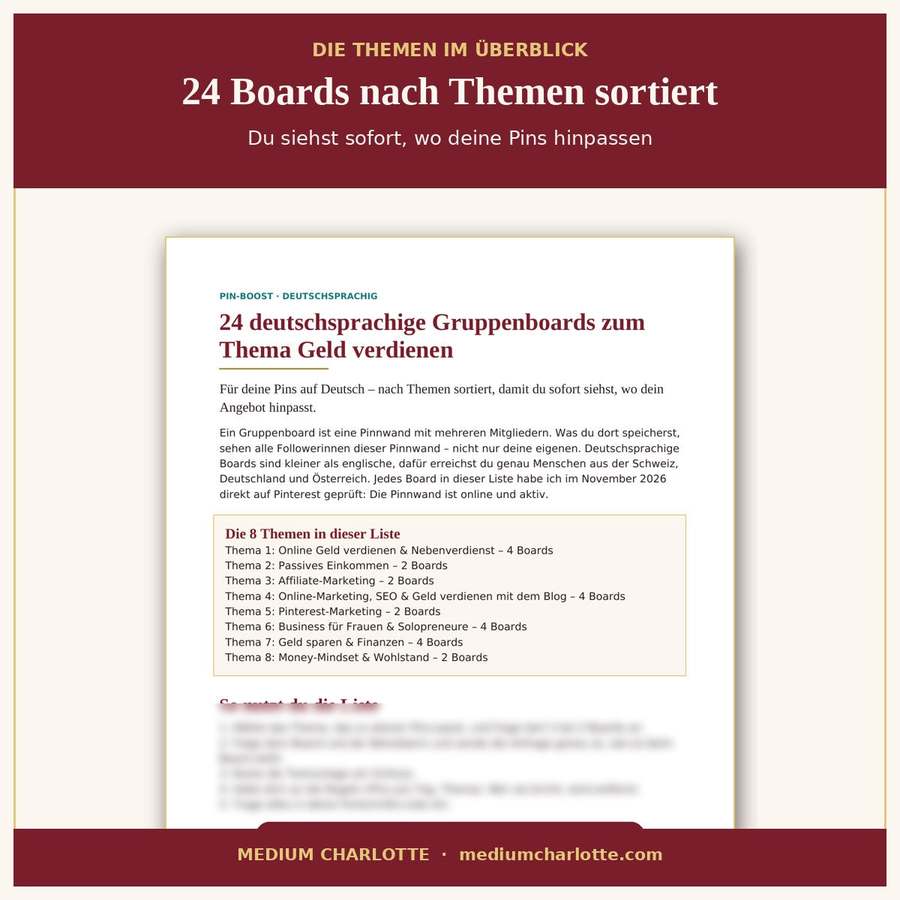 DIE THEMEN IM ÜBERBLICK
24 Boards nach Themen sortiert
Du siehst sofort, wo deine Pins hinpassen
PIN-BOOST · DEUTSCHSPRACHIG
24 deutschsprachige Gruppenboards zum
Thema Geld verdienen
Für deine Pins auf Deutsch – nach Themen sortiert, damit du sofort siehst, wo dein
Angebot hinpasst.
Ein Gruppenboard ist eine Pinnwand mit mehreren Mitgliedern. Was du dort speicherst,
sehen alle Followerinnen dieser Pinnwand – nicht nur deine eigenen. Deutschsprachige
Boards sind kleiner als englische, dafür erreichst du genau Menschen aus der Schweiz,
Deutschland und Österreich. Jedes Board in dieser Liste habe ich im November 2026
direkt auf Pinterest geprüft: Die Pinnwand ist online und aktiv.
Die 8 Themen in dieser Liste
Thema 1: Online Geld verdienen & Nebenverdienst – 4 Boards
Thema 2: Passives Einkommen – 2 Boards
Thema 3: Affiliate-Marketing – 2 Boards
Thema 4: Online-Marketing, SEO & Geld verdienen mit dem Blog – 4 Boards
Thema 5: Pinterest-Marketing – 2 Boards
Thema 6: Business für Frauen & Solopreneure – 4 Boards
Thema 7: Geld sparen & Finanzen – 4 Boards
Thema 8: Money-Mindset & Wohlstand – 2 Boards
So nutzt du die Liste
MEDIUM CHARLOTTE · mediumcharlotte.com